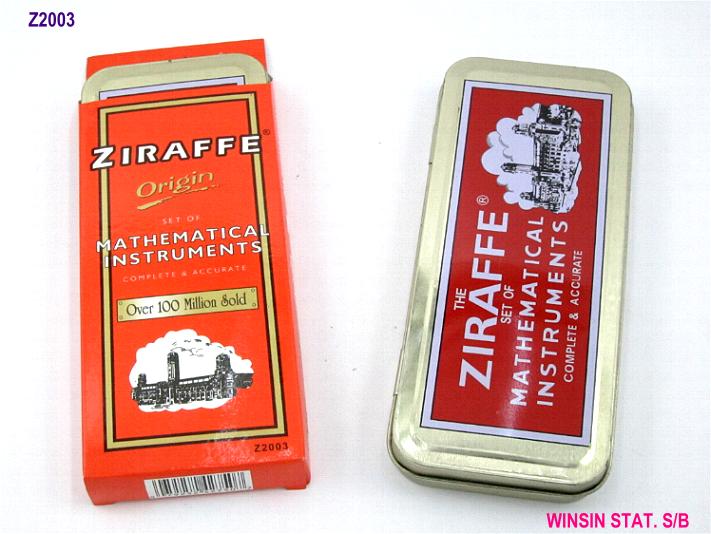 Z2003
ZIRAFFE®
Origin
SET OF
MATHEMATICAL
INSTRUMENTS
COMPLETE & ACCURATE
Over 100 Million Sold
Z2003
THE
ZIRAFFE®
SET OF
MATHEMATICAL
INSTRUMENTS
COMPLETE & ACCURATE
WINSIN STAT. S/B